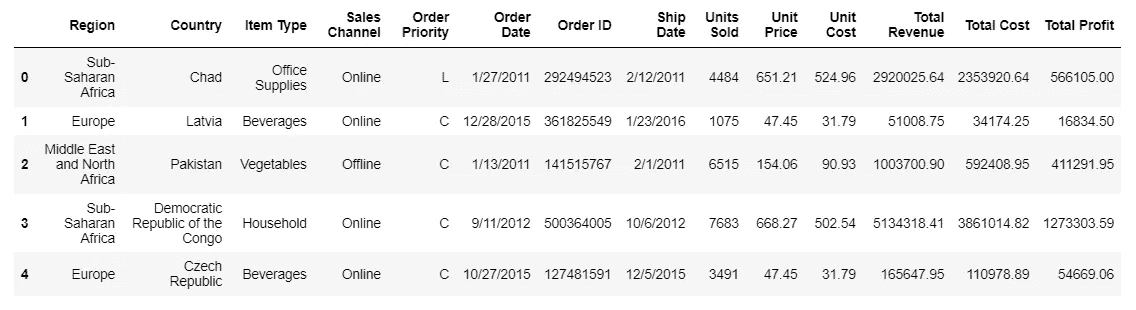 Region Country Item Type Sales Channel Order Priority Order Date Order ID Ship Date Units Sold Unit Price Unit Cost Total Revenue Total Cost Total Profit
0 Sub-Saharan Africa Chad Office Supplies Online L 1/27/2011 292494523 2/12/2011 4484 651.21 524.96 2920025.64 2353920.64 566105.00
1 Europe Latvia Beverages Online C 12/28/2015 361825549 1/23/2016 1075 47.45 31.79 51008.75 34174.25 16834.50
2 Middle East and North Africa Pakistan Vegetables Offline C 1/13/2011 141515767 2/1/2011 6515 154.06 90.93 1003700.90 592408.95 411291.95
3 Sub-Saharan Africa Democratic Republic of the Congo Household Online C 9/11/2012 500364005 10/6/2012 7683 668.27 502.54 5134318.41 3861014.82 1273303.59
4 Europe Czech Republic Beverages Online C 10/27/2015 127481591 12/5/2015 3491 47.45 31.79 165647.95 110978.89 54669.06